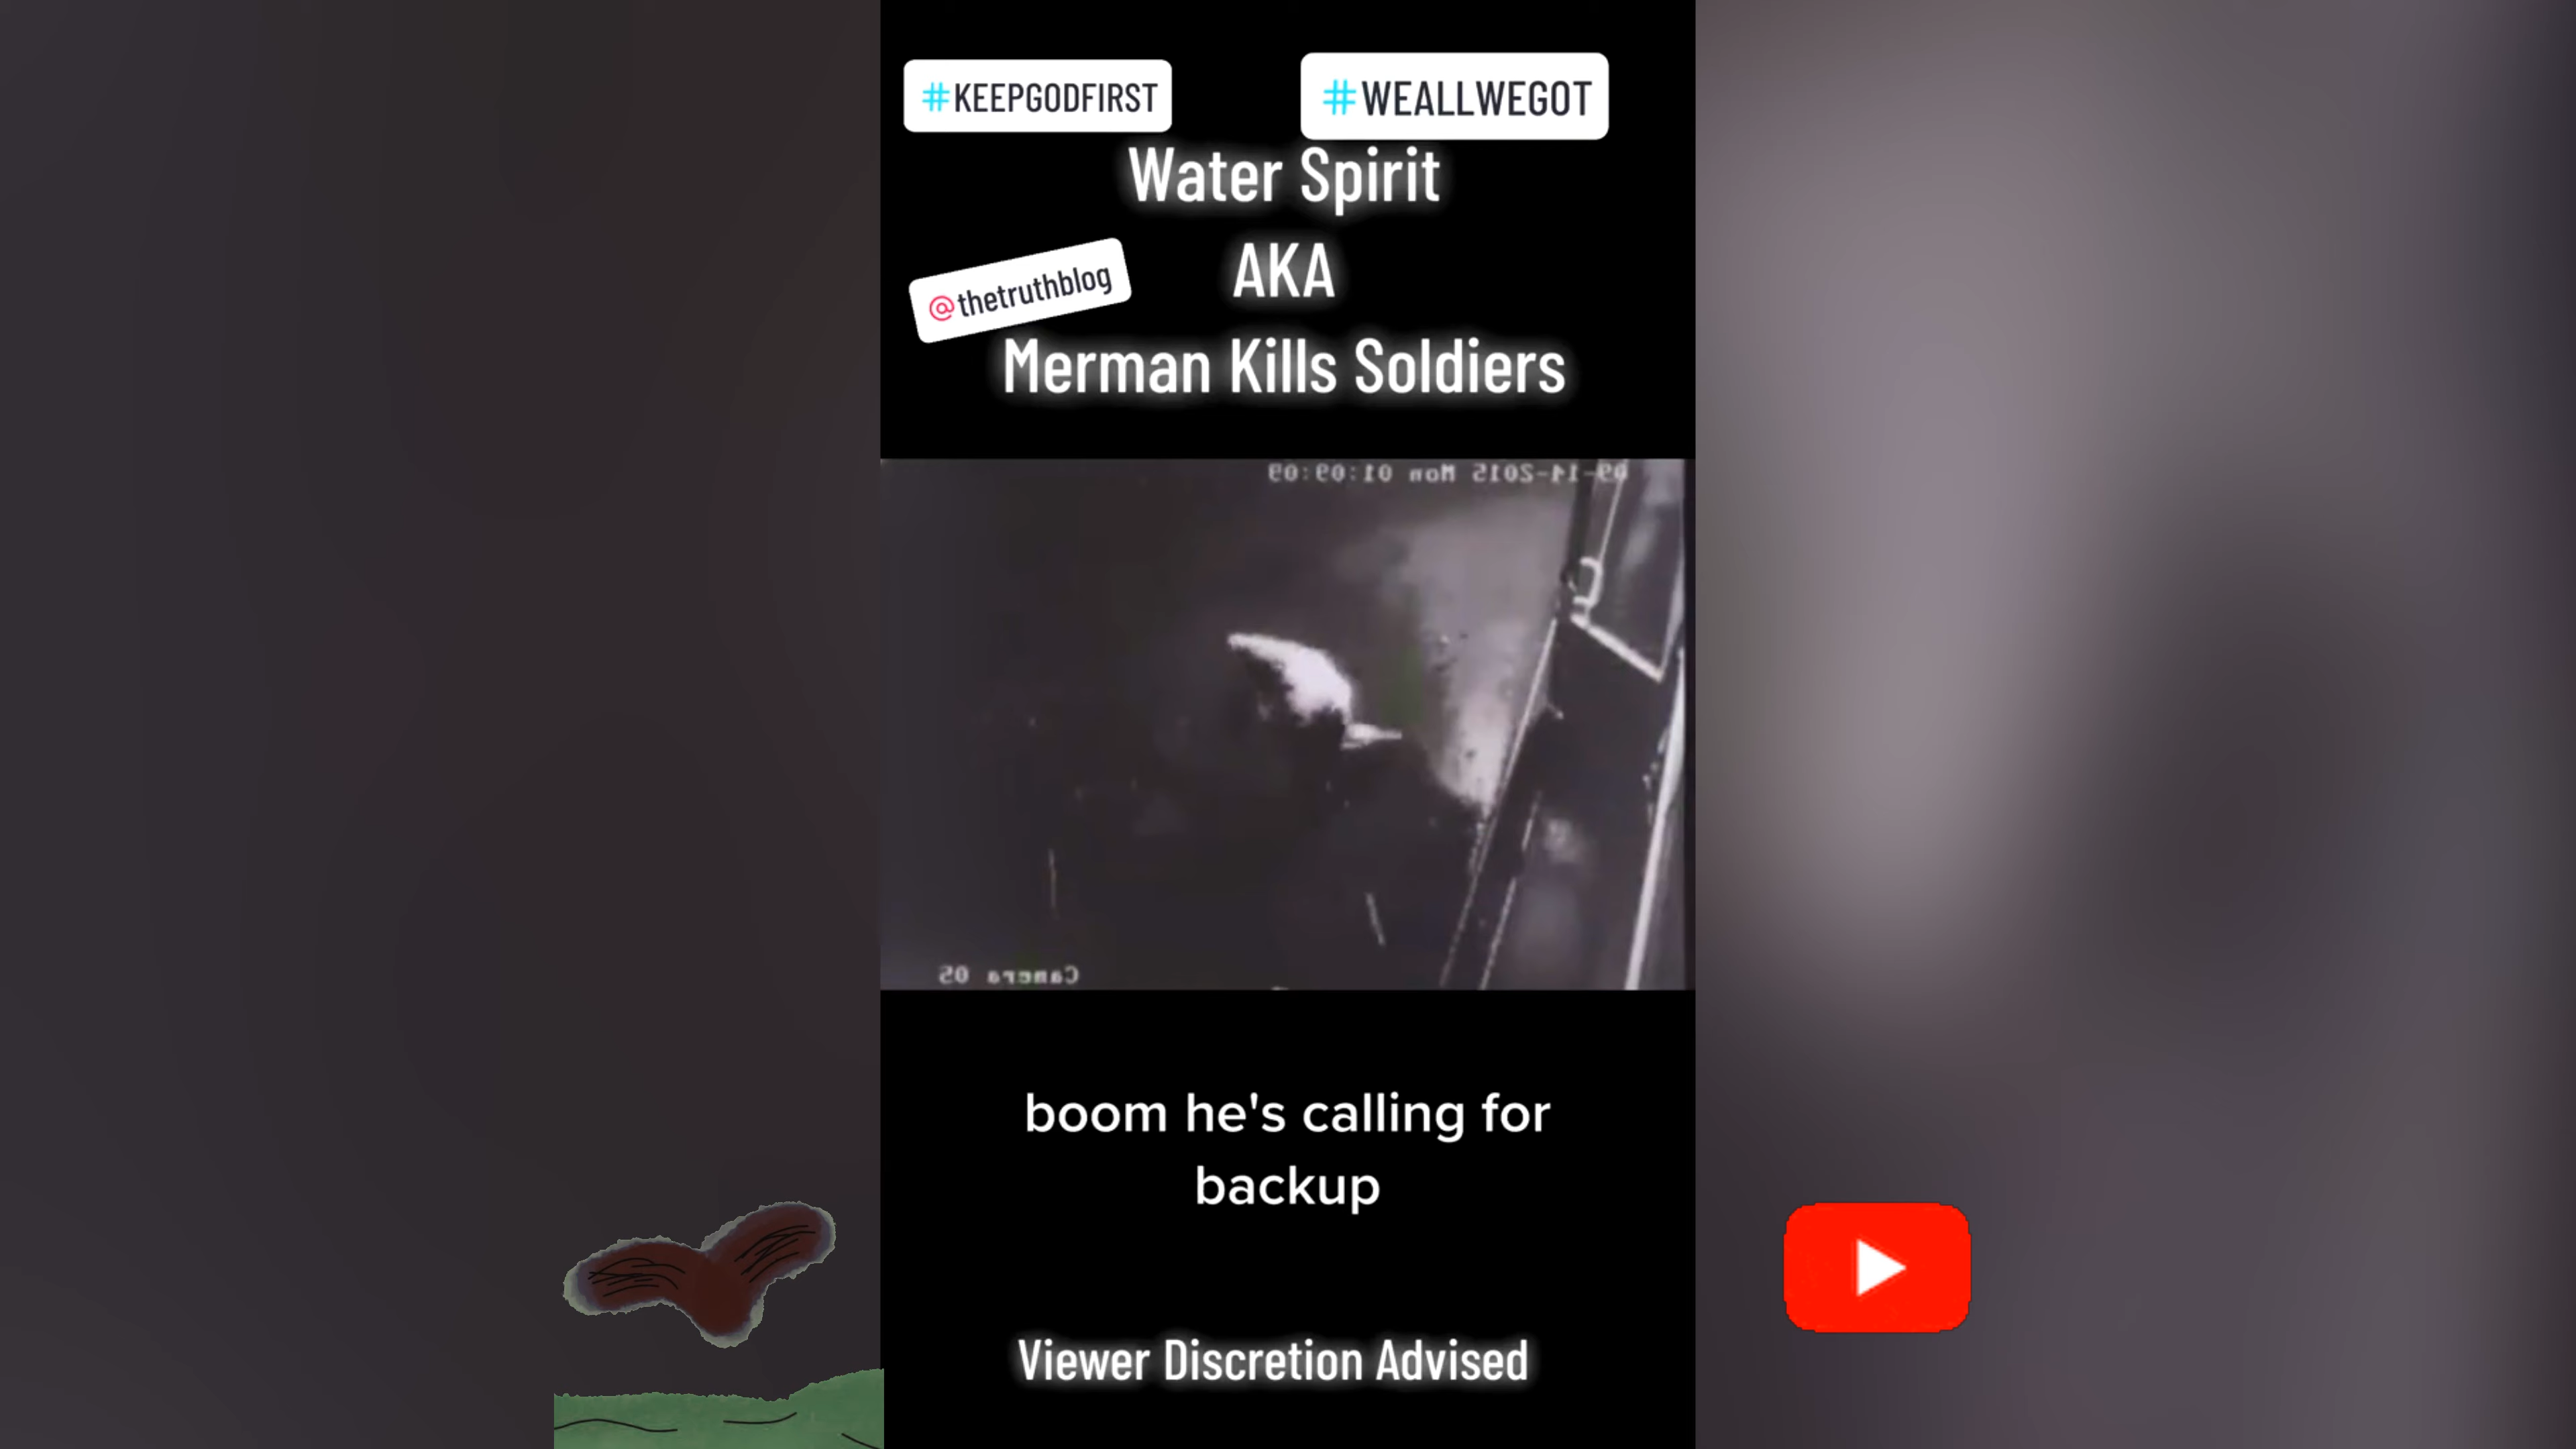 #KEEPGODFIRST
#WEALLWEGOT
Water Spirit
AKA
@thetruthblog
Merman Kills Soldiers
09-14-2015 Mon 01:09:09
Camera 05
boom he's calling for
backup
Viewer Discretion Advised